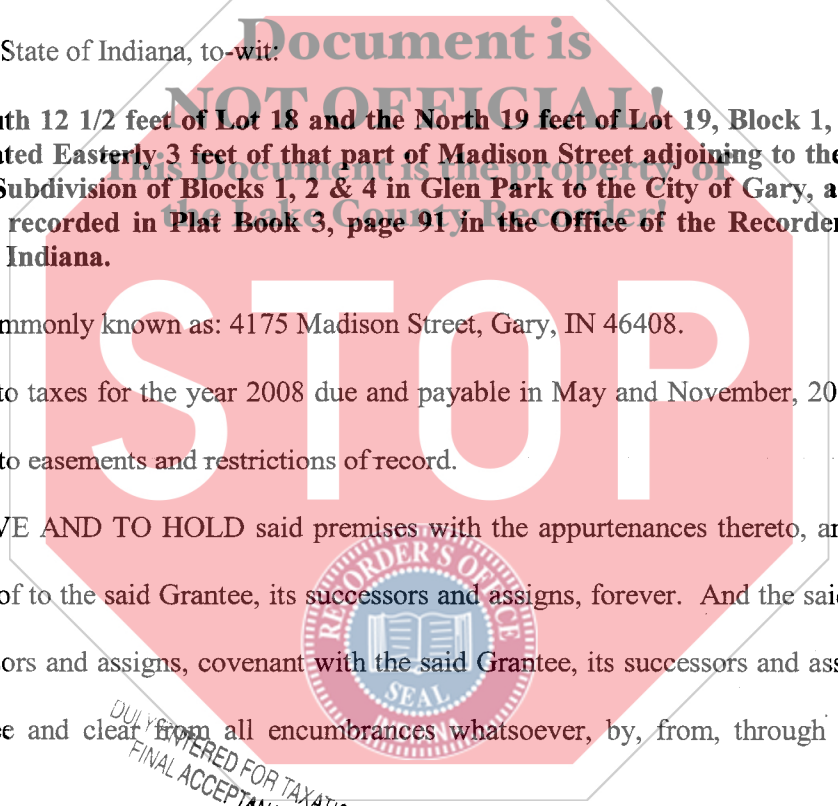 Document is
State of Indiana, to-wit:
NOT OFFICIAL!
uth 12 1/2 feet of Lot 18 and the North 19 feet of Lot 19, Block 1,
ated Easterly 3 feet of that part of Madison Street adjoining to the
This Document is the property of
Subdivision of Blocks 1, 2 & 4 in Glen Park to the City of Gary, a
the Lake County Recorder!
recorded in Plat Book 3, page 91 in the Office of the Recorder
Indiana.
mmonly known as: 4175 Madison Street, Gary, IN 46408.
to taxes for the year 2008 due and payable in May and November, 20
to easements and restrictions of record.
STOP
VE AND TO HOLD said premises with the appurtenances thereto, an
of to the said Grantee, its successors and assigns, forever. And the said
sors and assigns, covenant with the said Grantee, its successors and ass
ee and clear from all encumbrances whatsoever, by, from, through
RECORDER'S OFFICE
SEAL
INDIANA
DULY ENTERED FOR TAXATIO
FINAL ACCEPTAN